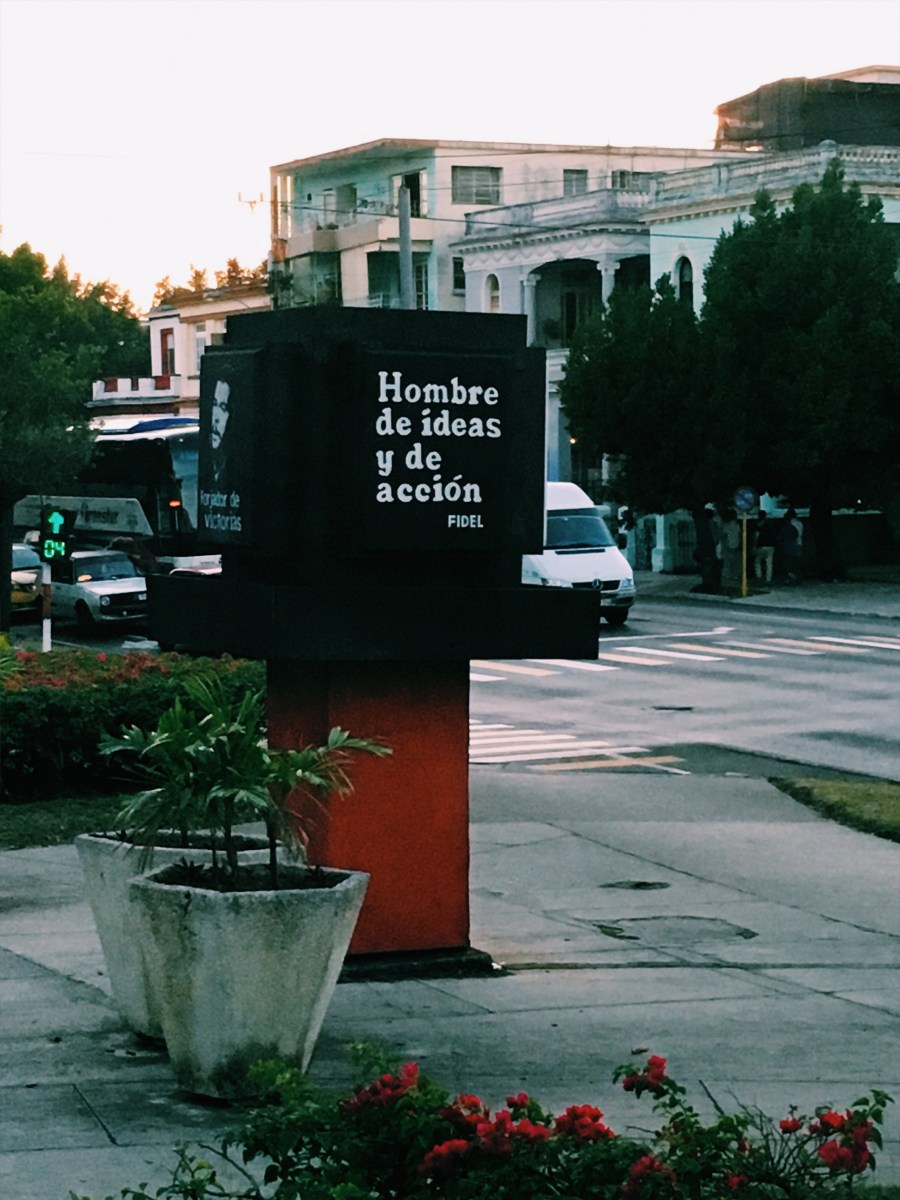 Hombre
de ideas
y de
acción
FIDEL
Forjador de
victorias
04